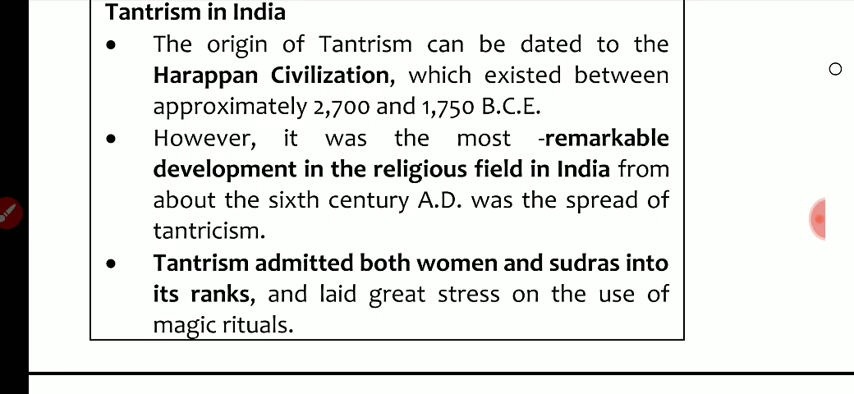 Tantrism in India
• The origin of Tantrism can be dated to the
Harappan Civilization, which existed between
approximately 2,700 and 1,750 B.C.E.
• However, it was the most -remarkable
development in the religious field in India from
about the sixth century A.D. was the spread of
tantricism.
• Tantrism admitted both women and sudras into
its ranks, and laid great stress on the use of
magic rituals.